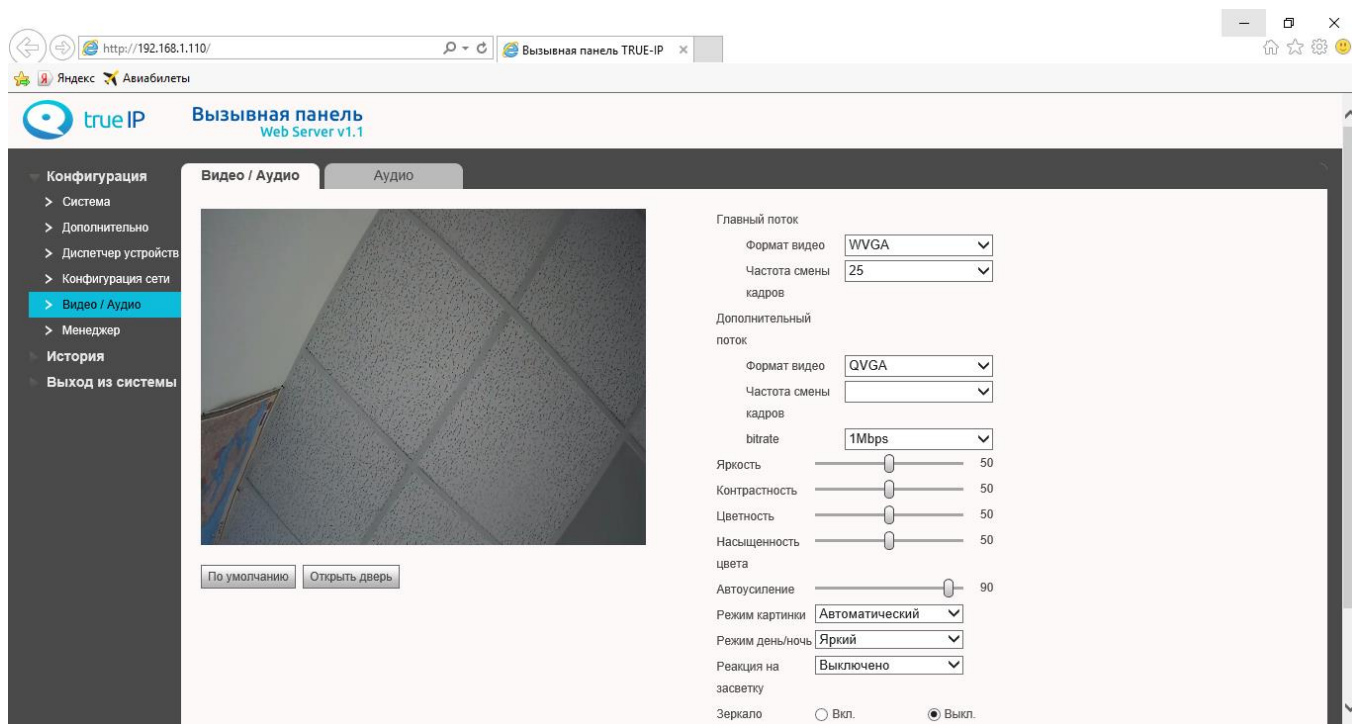 http://192.168.1.110/
Вызывная панель TRUE-IP
Яндекс Авиабилеты
true IP
Вызывная панель
Web Server v1.1
Конфигурация
Система
Дополнительно
Диспетчер устройств
Конфигурация сети
Видео / Аудио
Менеджер
История
Выход из системы
Видео / Аудио Аудио
По умолчанию Открыть дверь
Главный поток
Формат видео WVGA
Частота смены 25
кадров
Дополнительный
поток
Формат видео QVGA
Частота смены
кадров
bitrate 1Mbps
Яркость 50
Контрастность 50
Цветность 50
Насыщенность 50
цвета
Автоусиление 90
Режим картинки Автоматический
Режим день/ночь Яркий
Реакция на Выключено
засветку
Зеркало Вкл. Выкл.